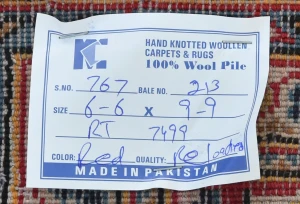 KC
HAND KNOTTED WOOLLEN
CARPETS & RUGS
100% Wool Pile
S.NO. 767 BALE NO. 213
SIZE 6-6 X 9-9
RT 7499
COLOR: Red QUALITY:
MADE IN PAKISTAN